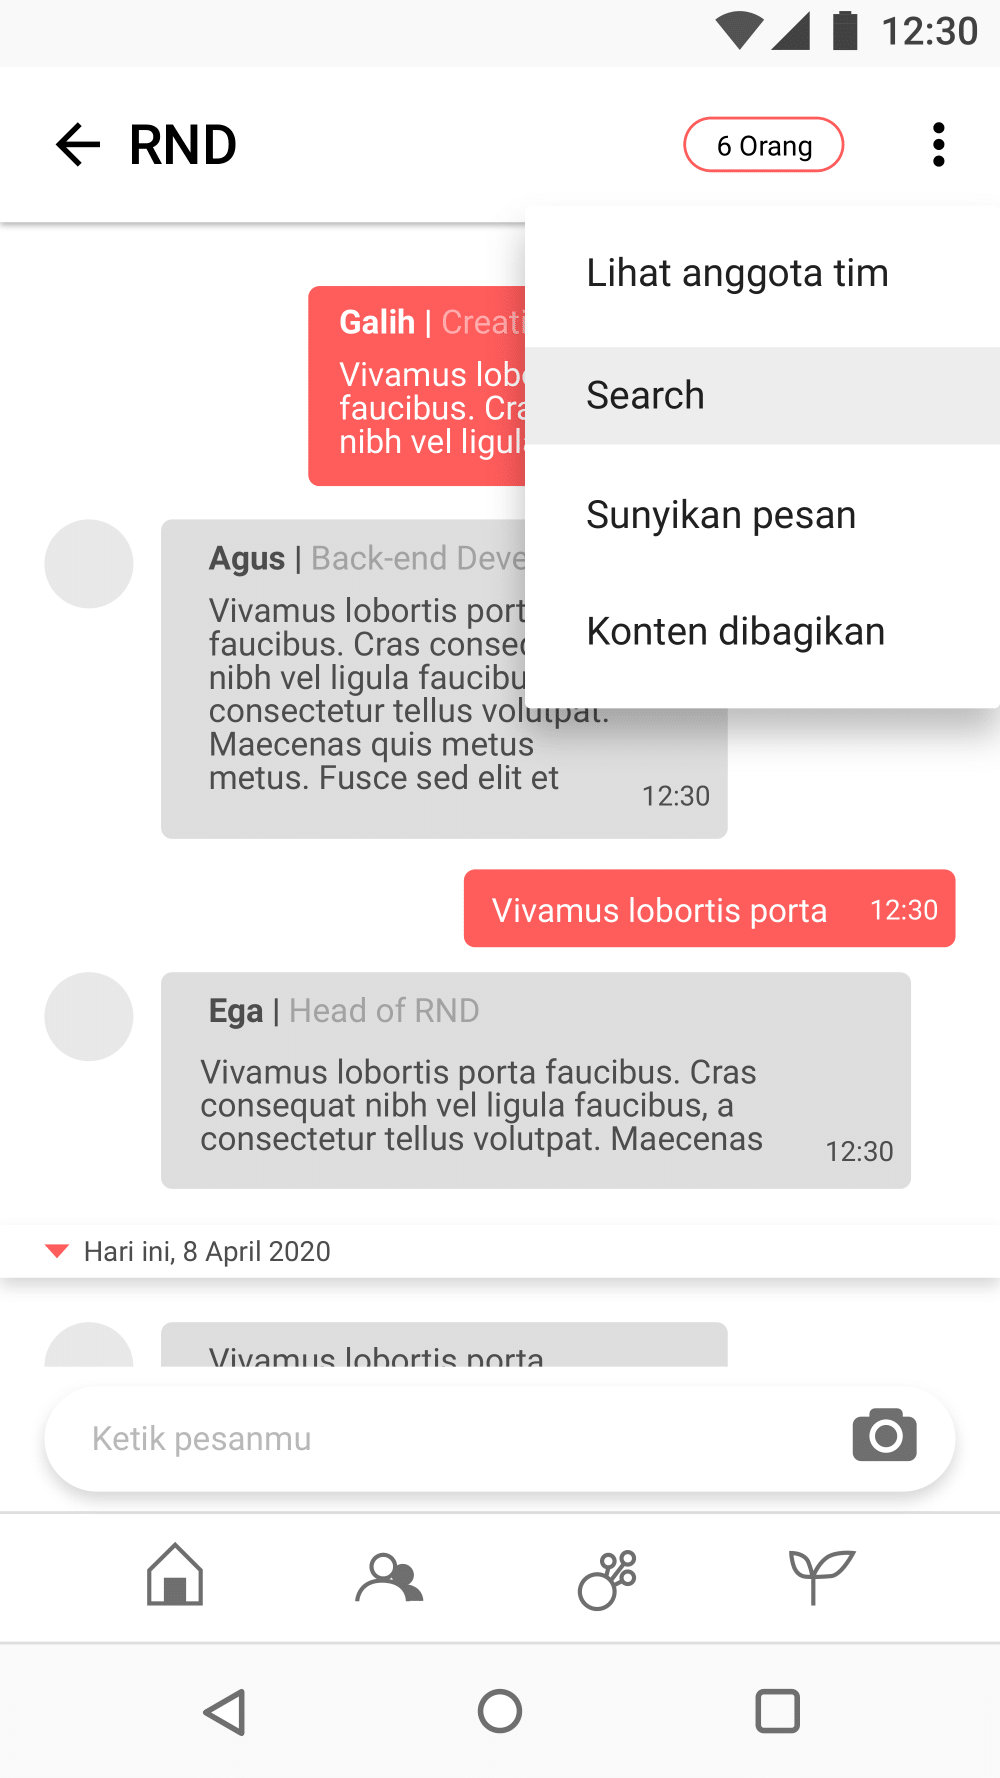 12:30
RND
6 Orang
Lihat anggota tim
Search
Sunyikan pesan
Konten dibagikan
Galih | Creati
Vivamus lob
faucibus. Cra
nibh vel ligul
Agus | Back-end Deve
Vivamus lobortis port
faucibus. Cras consec
nibh vel ligula faucibu
consectetur tellus volutpat.
Maecenas quis metus
metus. Fusce sed elit et
12:30
Vivamus lobortis porta 12:30
Ega | Head of RND
Vivamus lobortis porta faucibus. Cras
consequat nibh vel ligula faucibus, a
consectetur tellus volutpat. Maecenas
12:30
Hari ini, 8 April 2020
Vivamus lobortis porta
Ketik pesanmu